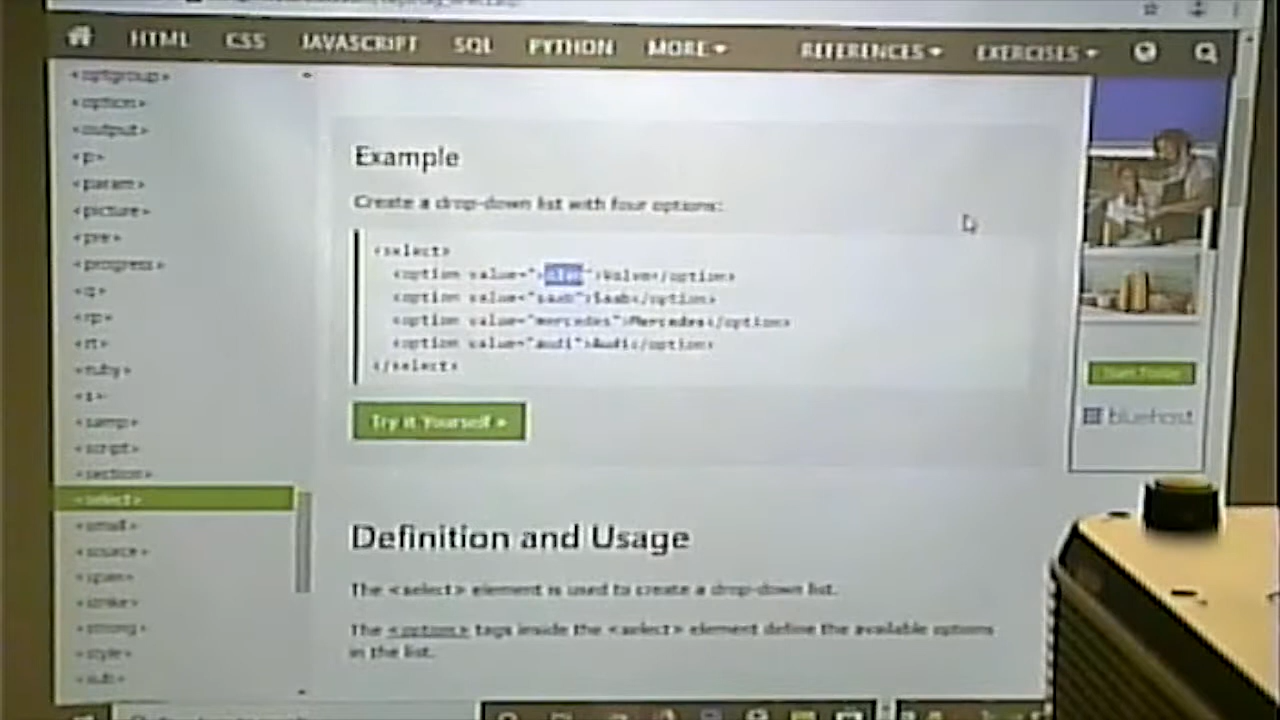 HTML CSS JAVASCRIPT SQL PYTHON MORE REFERENCES EXERCISES
<optgroup>
<option>
<output>
<p>
<param>
<picture>
<pre>
<progress>
<q>
<rp>
<rt>
<ruby>
<s>
<samp>
<script>
<section>
<select>
<small>
<source>
<span>
<strike>
<strong>
<style>
<sub>
Example
Create a drop-down list with four options:
<select>
<option value="volvo">Volvo</option>
<option value="saab">Saab</option>
<option value="mercedes">Mercedes</option>
<option value="audi">Audi</option>
</select>
Try it Yourself »
Definition and Usage
The <select> element is used to create a drop-down list.
The <option> tags inside the <select> element define the available options
in the list.
Start Today
bluehost